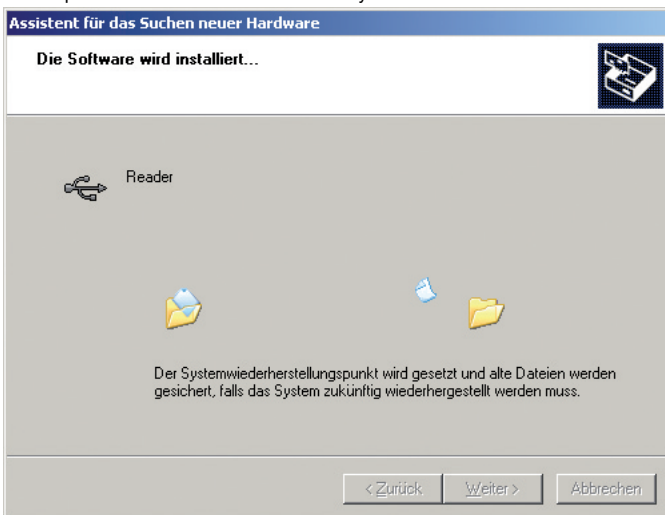 Assistent für das Suchen neuer Hardware
Die Software wird installiert...
Reader
Der Systemwiederherstellungspunkt wird gesetzt und alte Dateien werden
gesichert, falls das System zukünftig wiederhergestellt werden muss.
< Zurück
Weiter >
Abbrechen